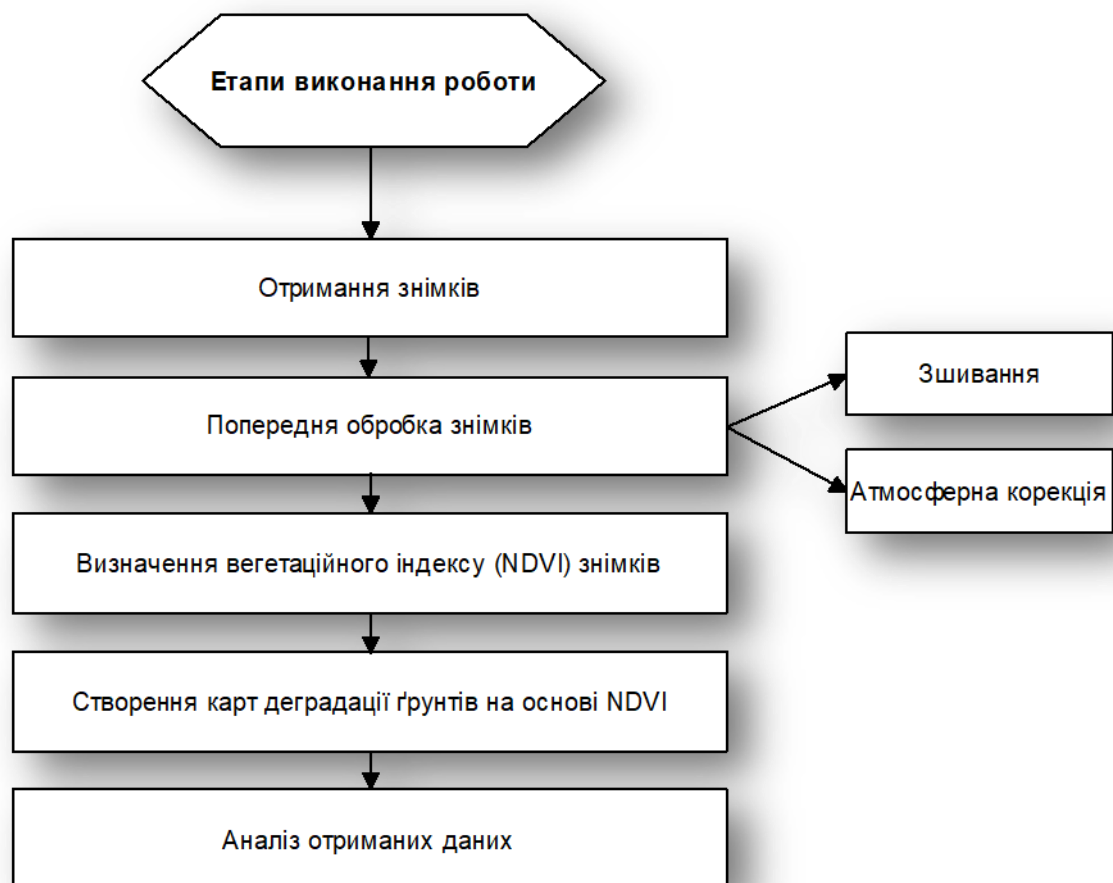 Етапи виконання роботи
Отримання знімків
Попередня обробка знімків
Зшивання
Атмосферна корекція
Визначення вегетаційного індексу (NDVI) знімків
Створення карт деградації ґрунтів на основі NDVI
Аналіз отриманих даних